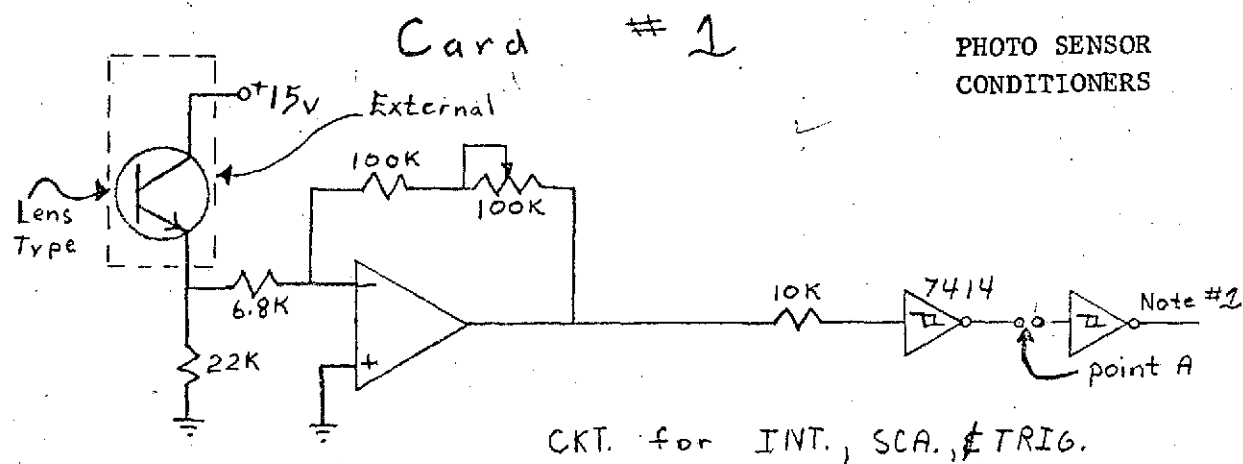 Card # 1
PHOTO SENSOR
CONDITIONERS
+15v
External
Lens
Type
100K
100K
6.8K
22K
10K
7414
Note #1
point A
CKT. for INT., SCA., & TRIG.